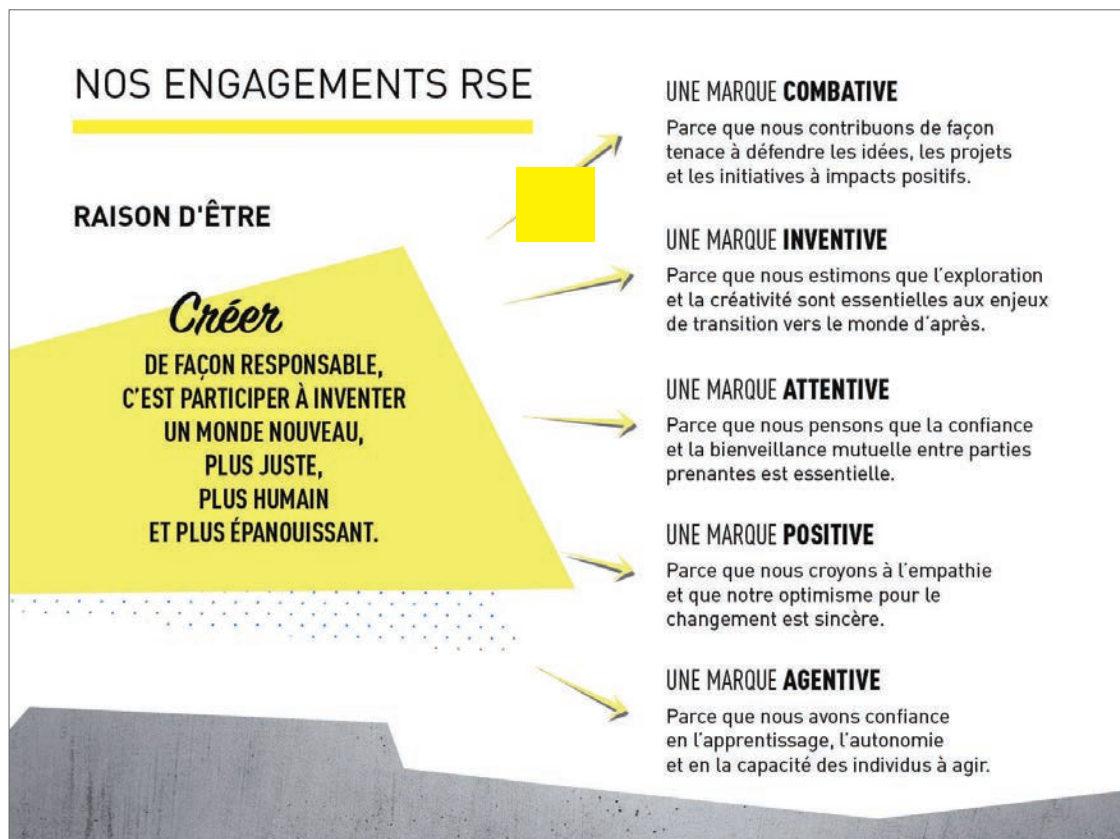 NOS ENGAGEMENTS RSE
RAISON D'ÊTRE
Créer
DE FAÇON RESPONSABLE,
C'EST PARTICIPER À INVENTER
UN MONDE NOUVEAU,
PLUS JUSTE,
PLUS HUMAIN
ET PLUS ÉPANOUISSANT.
UNE MARQUE COMBATIVE
Parce que nous contribuons de façon
tenace à défendre les idées, les projets
et les initiatives à impacts positifs.
UNE MARQUE INVENTIVE
Parce que nous estimons que l'exploration
et la créativité sont essentielles aux enjeux
de transition vers le monde d'après.
UNE MARQUE ATTENTIVE
Parce que nous pensons que la confiance
et la bienveillance mutuelle entre parties
prenantes est essentielle.
UNE MARQUE POSITIVE
Parce que nous croyons à l'empathie
et que notre optimisme pour le
changement est sincère.
UNE MARQUE AGENTIVE
Parce que nous avons confiance
en l'apprentissage, l'autonomie
et en la capacité des individus à agir.